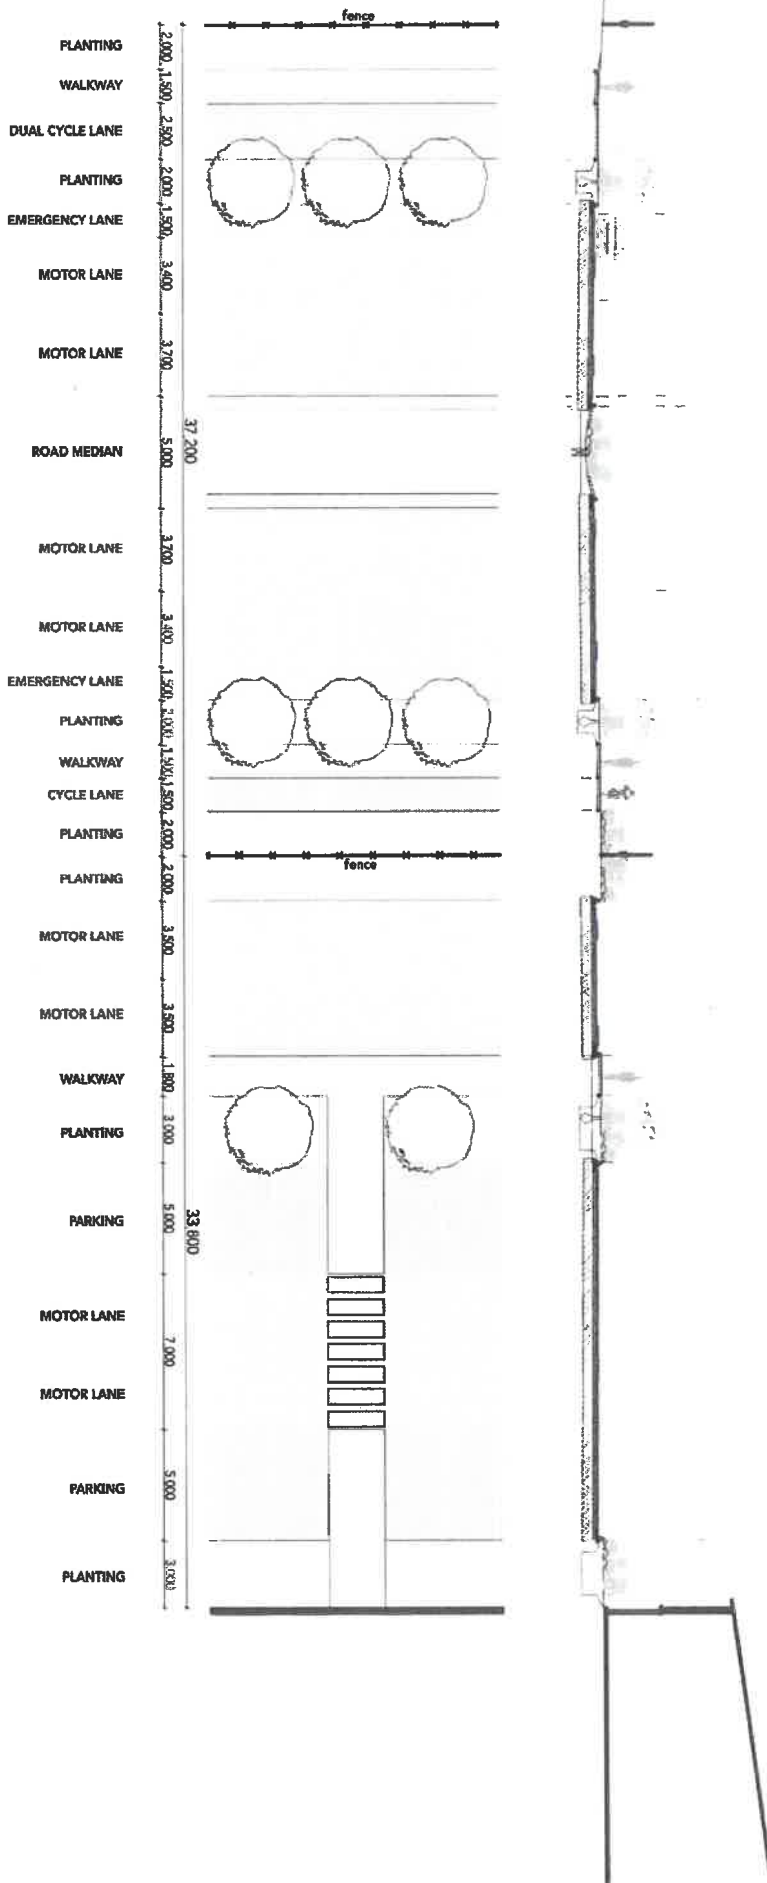 fence
PLANTING 2,000
WALKWAY 1,500
DUAL CYCLE LANE 2,500
PLANTING 2,000
EMERGENCY LANE 1,500
MOTOR LANE 3,400
MOTOR LANE 3,700
37,200
ROAD MEDIAN 5,000
MOTOR LANE 3,700
MOTOR LANE 3,400
EMERGENCY LANE 1,500
PLANTING 2,000
WALKWAY 1,500
CYCLE LANE 1,500
PLANTING 2,000
fence
PLANTING 2,000
MOTOR LANE 3,500
MOTOR LANE 3,500
WALKWAY 1,800
PLANTING 3,000
PARKING 5,000
33,800
MOTOR LANE
7,000
MOTOR LANE
PARKING 5,000
PLANTING 3,000